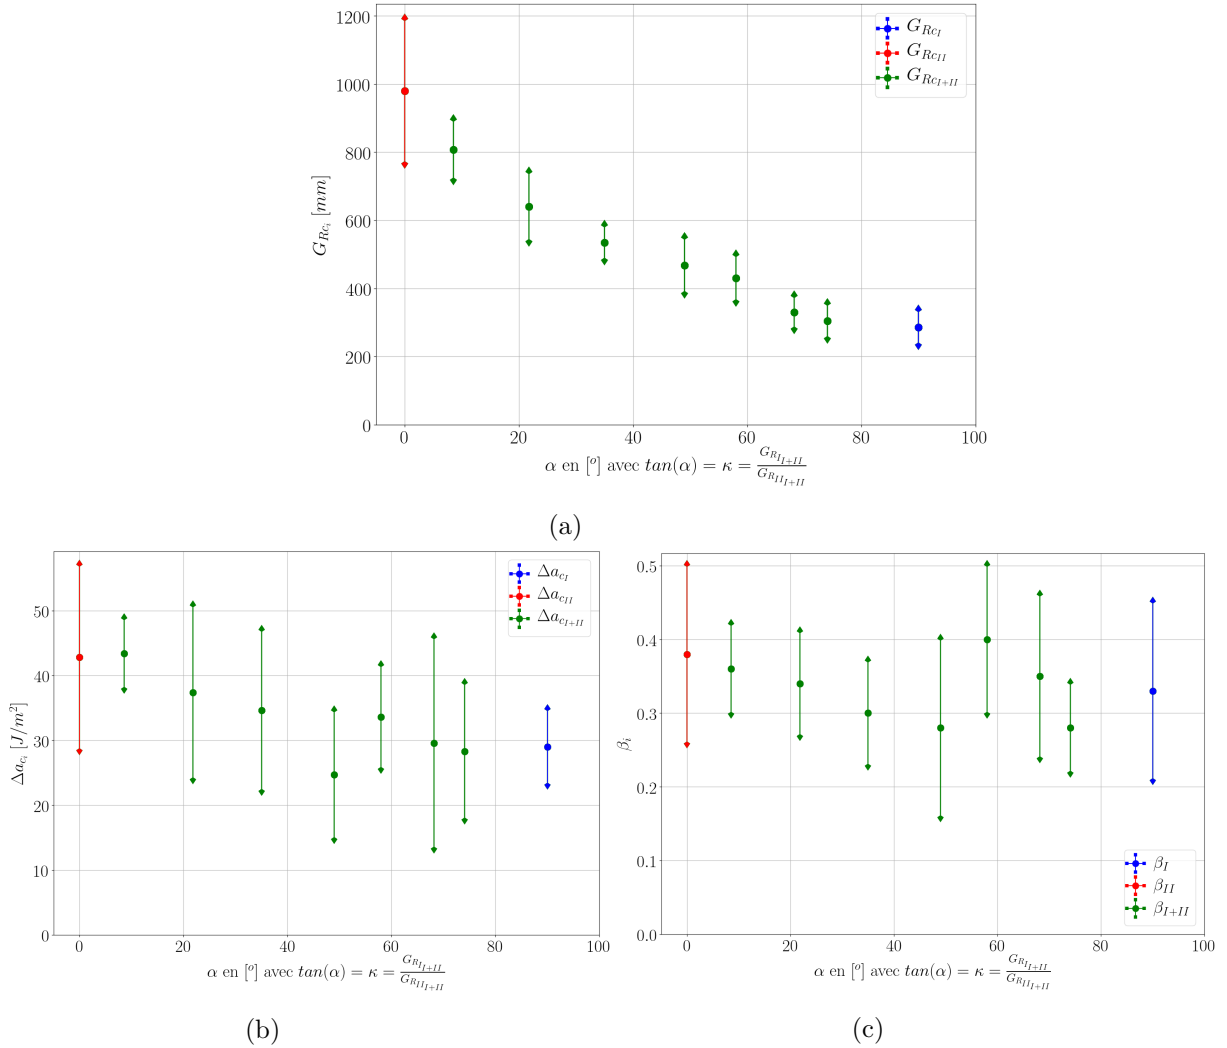 1200
1000
800
600
400
200
0
G_{Rc_i} [mm]
G_{Rc_I}
G_{Rc_{II}}
G_{Rc_{I+II}}
0 20 40 60 80 100
α en [°] avec tan(α) = κ = \frac{G_{R_{I_{I+II}}}}{G_{R_{II_{I+II}}}}
(a)
50
40
30
20
10
0
Δa_{c_i} [J/m²]
Δa_{c_I}
Δa_{c_{II}}
Δa_{c_{I+II}}
0 20 40 60 80 100
α en [°] avec tan(α) = κ = \frac{G_{R_{I_{I+II}}}}{G_{R_{II_{I+II}}}}
(b)
0.5
0.4
0.3
0.2
0.1
0.0
β_i
β_I
β_{II}
β_{I+II}
0 20 40 60 80 100
α en [°] avec tan(α) = κ = \frac{G_{R_{I_{I+II}}}}{G_{R_{II_{I+II}}}}
(c)